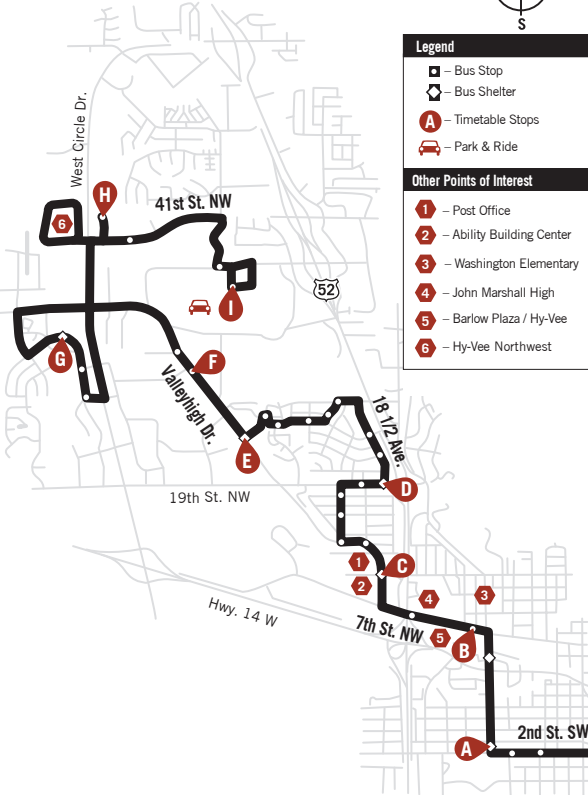 S
Legend
– Bus Stop
– Bus Shelter
A – Timetable Stops
– Park & Ride
Other Points of Interest
1 – Post Office
2 – Ability Building Center
3 – Washington Elementary
4 – John Marshall High
5 – Barlow Plaza / Hy-Vee
6 – Hy-Vee Northwest
West Circle Dr.
H
41st St. NW
6
52
I
G
F
Valleyhigh Dr.
18 1/2 Ave.
E
D
19th St. NW
1
C
2
4
3
Hwy. 14 W
7th St. NW
5
B
2nd St. SW
A